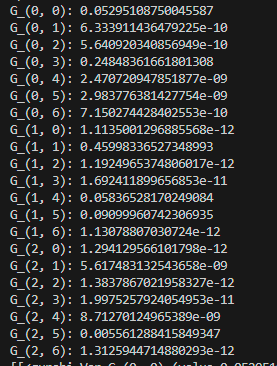 G_(0, 0): 0.05295108750045587
G_(0, 1): 6.333911436479225e-10
G_(0, 2): 5.640920340856949e-10
G_(0, 3): 0.24844361661801308
G_(0, 4): 2.470720947851877e-09
G_(0, 5): 2.983776381427754e-09
G_(0, 6): 7.150274428402553e-10
G_(1, 0): 1.1135001296885568e-12
G_(1, 1): 0.45998336527348993
G_(1, 2): 1.1924965374806017e-12
G_(1, 3): 1.692411899656853e-11
G_(1, 4): 0.05836528170249084
G_(1, 5): 0.09099960742306935
G_(1, 6): 1.13078807030724e-12
G_(2, 0): 1.294129566101798e-12
G_(2, 1): 5.617483132543658e-09
G_(2, 2): 1.3837867021958327e-12
G_(2, 3): 1.9975257924054953e-11
G_(2, 4): 8.71270124965389e-09
G_(2, 5): 0.005561288415849347
G_(2, 6): 1.3125944714880293e-12